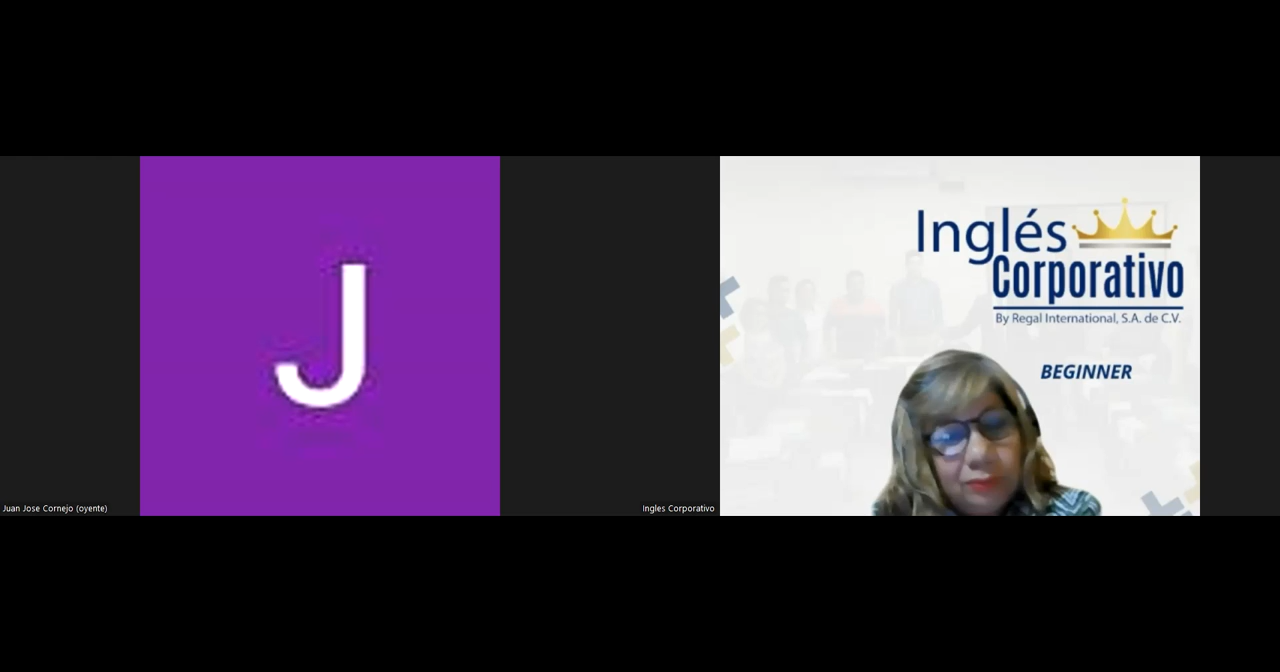 J
Juan Jose Cornejo (oyente)
Ingles Corporativo
Inglés
Corporativo
By Regal International, S.A. de C.V.
BEGINNER